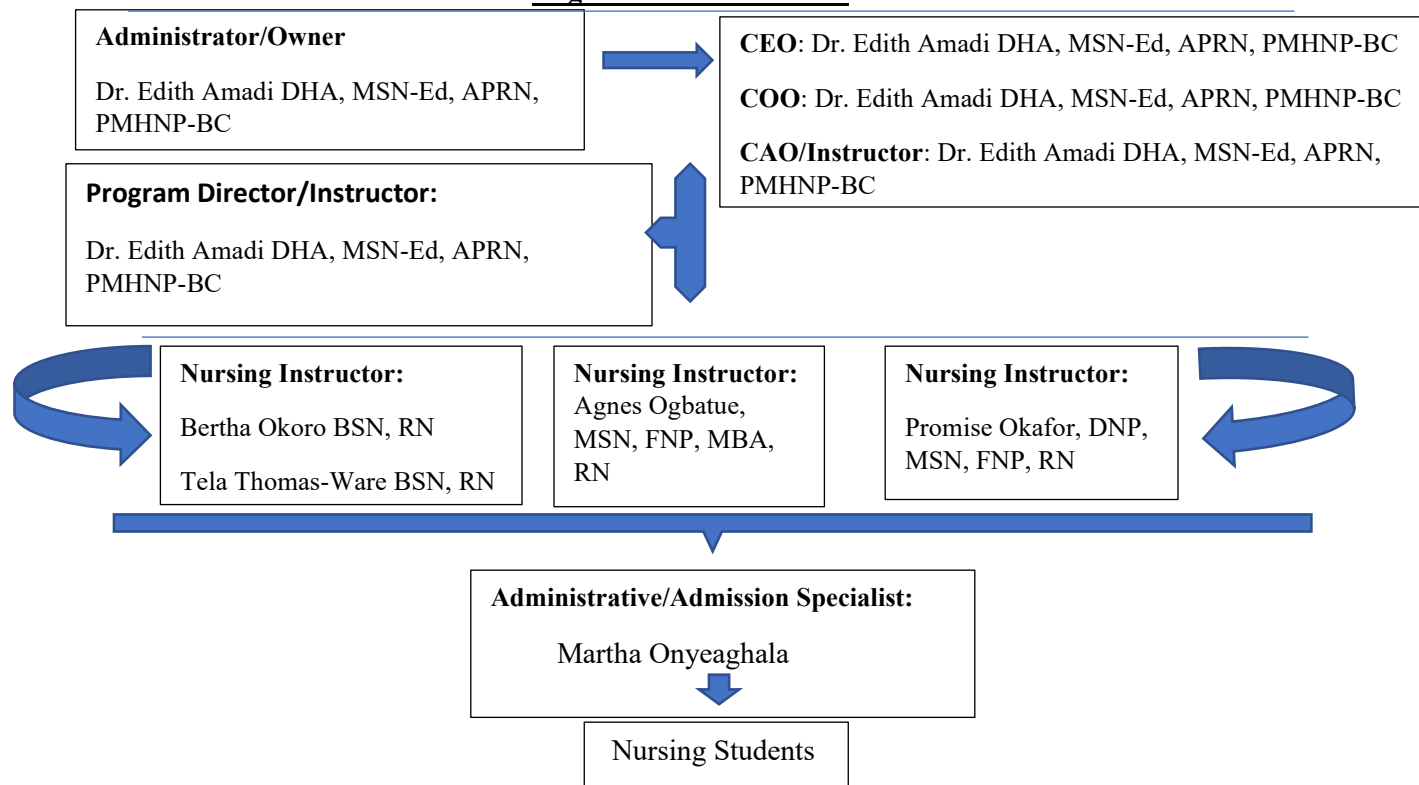 Administrator/Owner
Dr. Edith Amadi DHA, MSN-Ed, APRN,
PMHNP-BC
CEO: Dr. Edith Amadi DHA, MSN-Ed, APRN, PMHNP-BC
COO: Dr. Edith Amadi DHA, MSN-Ed, APRN, PMHNP-BC
CAO/Instructor: Dr. Edith Amadi DHA, MSN-Ed, APRN,
PMHNP-BC
Program Director/Instructor:
Dr. Edith Amadi DHA, MSN-Ed, APRN,
PMHNP-BC
Nursing Instructor:
Bertha Okoro BSN, RN
Tela Thomas-Ware BSN, RN
Nursing Instructor:
Agnes Ogbatue,
MSN, FNP, MBA,
RN
Nursing Instructor:
Promise Okafor, DNP,
MSN, FNP, RN
Administrative/Admission Specialist:
Martha Onyeaghala
Nursing Students